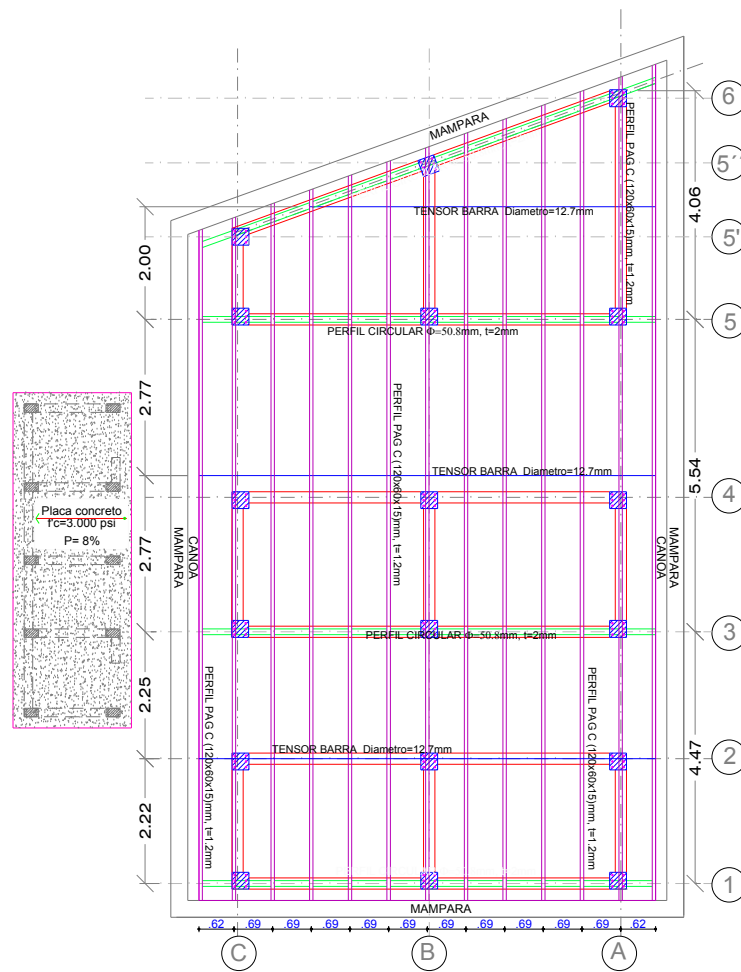 6
MAMPARA
5´´
PERFIL PAG C (120x60x15)mm, t=1.2mm
4.06
TENSOR BARRA Diametro=12.7mm
5'
2.00
5
PERFIL CIRCULAR Φ=50.8mm, t=2mm
2.77
PERFIL PAG C (120x60x15)mm, t=1.2mm
TENSOR BARRA Diametro=12.7mm
5.54
4
Placa concreto
f'c=3.000 psi
P= 8%
2.77
MAMPARA
CANOA
CANOA
MAMPARA
3
PERFIL CIRCULAR Φ=50.8mm, t=2mm
2.25
PERFIL PAG C (120x60x15)mm, t=1.2mm
PERFIL PAG C (120x60x15)mm, t=1.2mm
TENSOR BARRA Diametro=12.7mm
2
4.47
2.22
1
MAMPARA
.62 .69 .69 .69 .69 .69 .69 .69 .69 .69 .69 .62
C B A